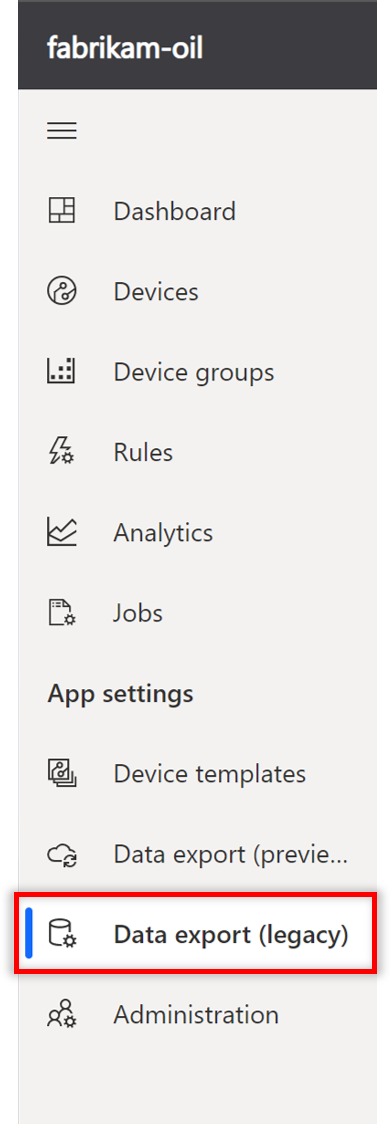 fabrikam-oil
Dashboard
Devices
Device groups
Rules
Analytics
Jobs
App settings
Device templates
Data export (previe...
Data export (legacy)
Administration